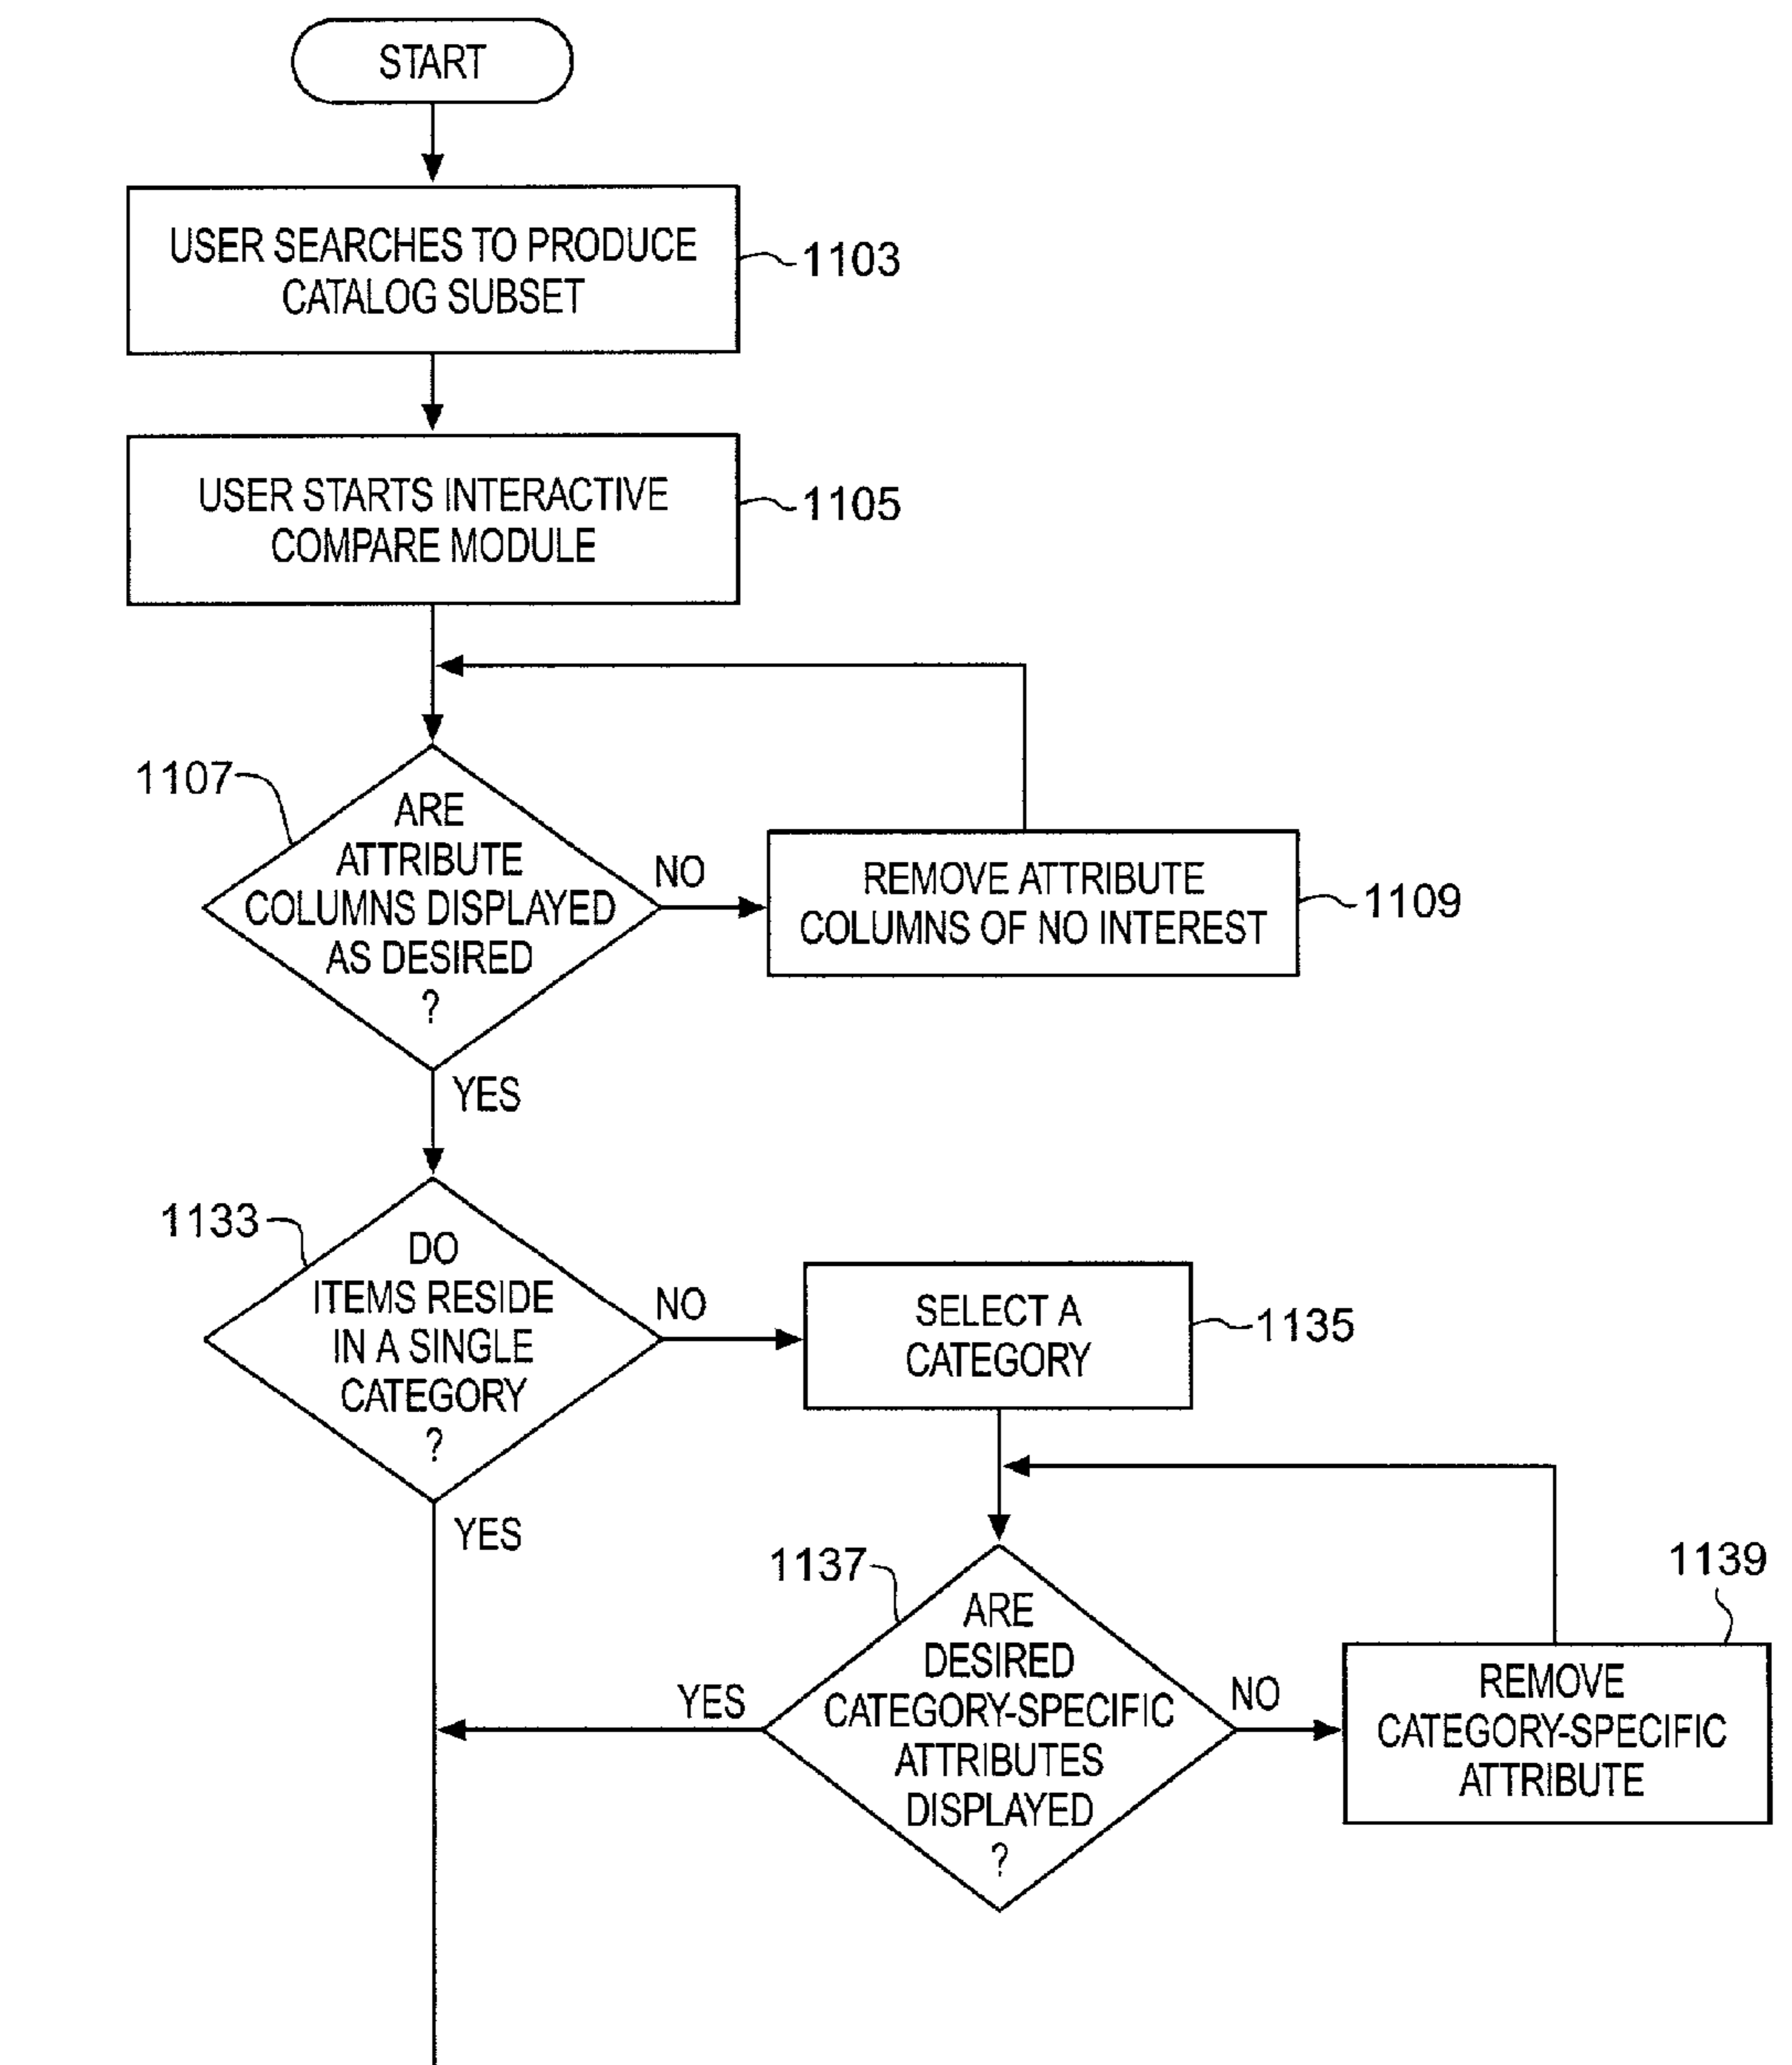 START
USER SEARCHES TO PRODUCE
CATALOG SUBSET
1103
USER STARTS INTERACTIVE
COMPARE MODULE
1105
1107
ARE
ATTRIBUTE
COLUMNS DISPLAYED
AS DESIRED
?
NO
REMOVE ATTRIBUTE
COLUMNS OF NO INTEREST
1109
YES
1133
DO
ITEMS RESIDE
IN A SINGLE
CATEGORY
?
NO
SELECT A
CATEGORY
1135
YES
1137
ARE
DESIRED
CATEGORY-SPECIFIC
ATTRIBUTES
DISPLAYED
?
YES
NO
1139
REMOVE
CATEGORY-SPECIFIC
ATTRIBUTE